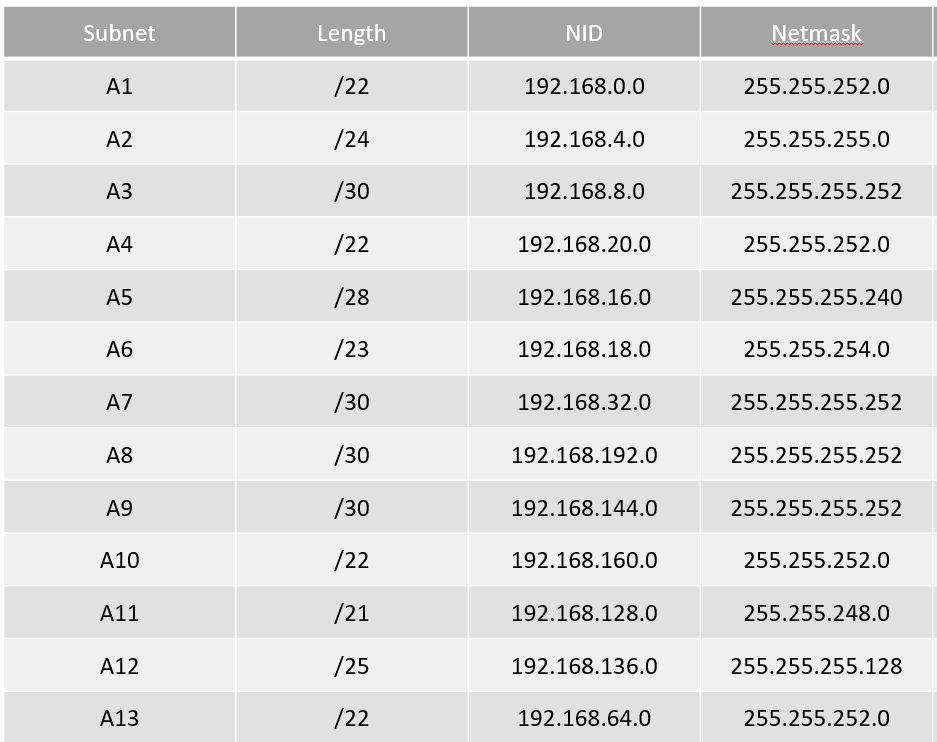 Subnet Length NID Netmask
A1 /22 192.168.0.0 255.255.252.0
A2 /24 192.168.4.0 255.255.255.0
A3 /30 192.168.8.0 255.255.255.252
A4 /22 192.168.20.0 255.255.252.0
A5 /28 192.168.16.0 255.255.255.240
A6 /23 192.168.18.0 255.255.254.0
A7 /30 192.168.32.0 255.255.255.252
A8 /30 192.168.192.0 255.255.255.252
A9 /30 192.168.144.0 255.255.255.252
A10 /22 192.168.160.0 255.255.252.0
A11 /21 192.168.128.0 255.255.248.0
A12 /25 192.168.136.0 255.255.255.128
A13 /22 192.168.64.0 255.255.252.0